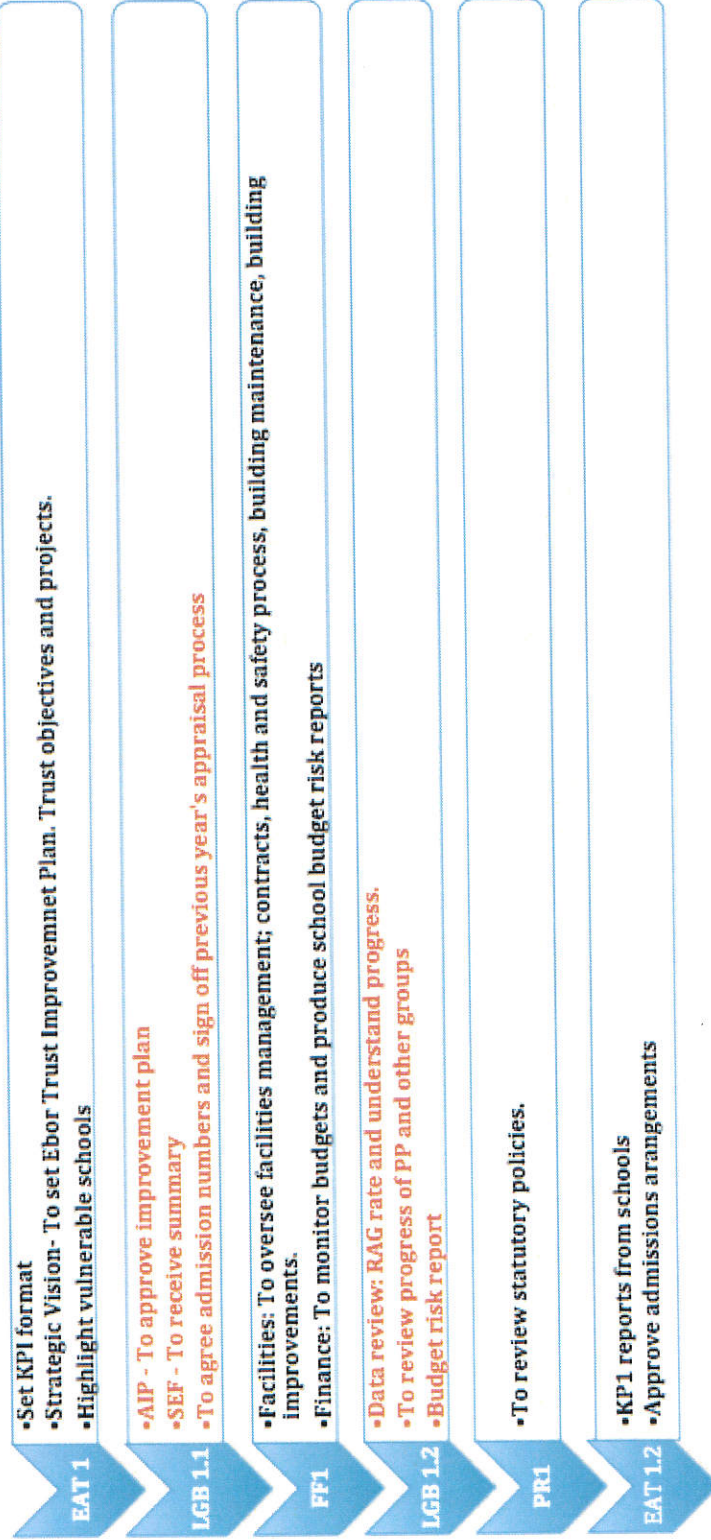 EAT 1
•Set KPI format
•Strategic Vision- To set Ebor Trust Improvemnet Plan. Trust objectives and projects.
•Highlight vulnerable schools
LGB 1.1
•AIP - To approve improvement plan
•SEF - To receive summary
•To agree admission numbers and sign off previous year's appraisal process
FF1
•Facilities: To oversee facilities management; contracts, health and safety process, building maintenance, building
improvements.
•Finance: To monitor budgets and produce school budget risk reports
LGB 1.2
•Data review: RAG rate and understand progress.
•To review progress of PP and other groups
•Budget risk report
PR1
•To review statutory policies.
EAT 1.2
•KP1 reports from schools
•Approve admissions arangements